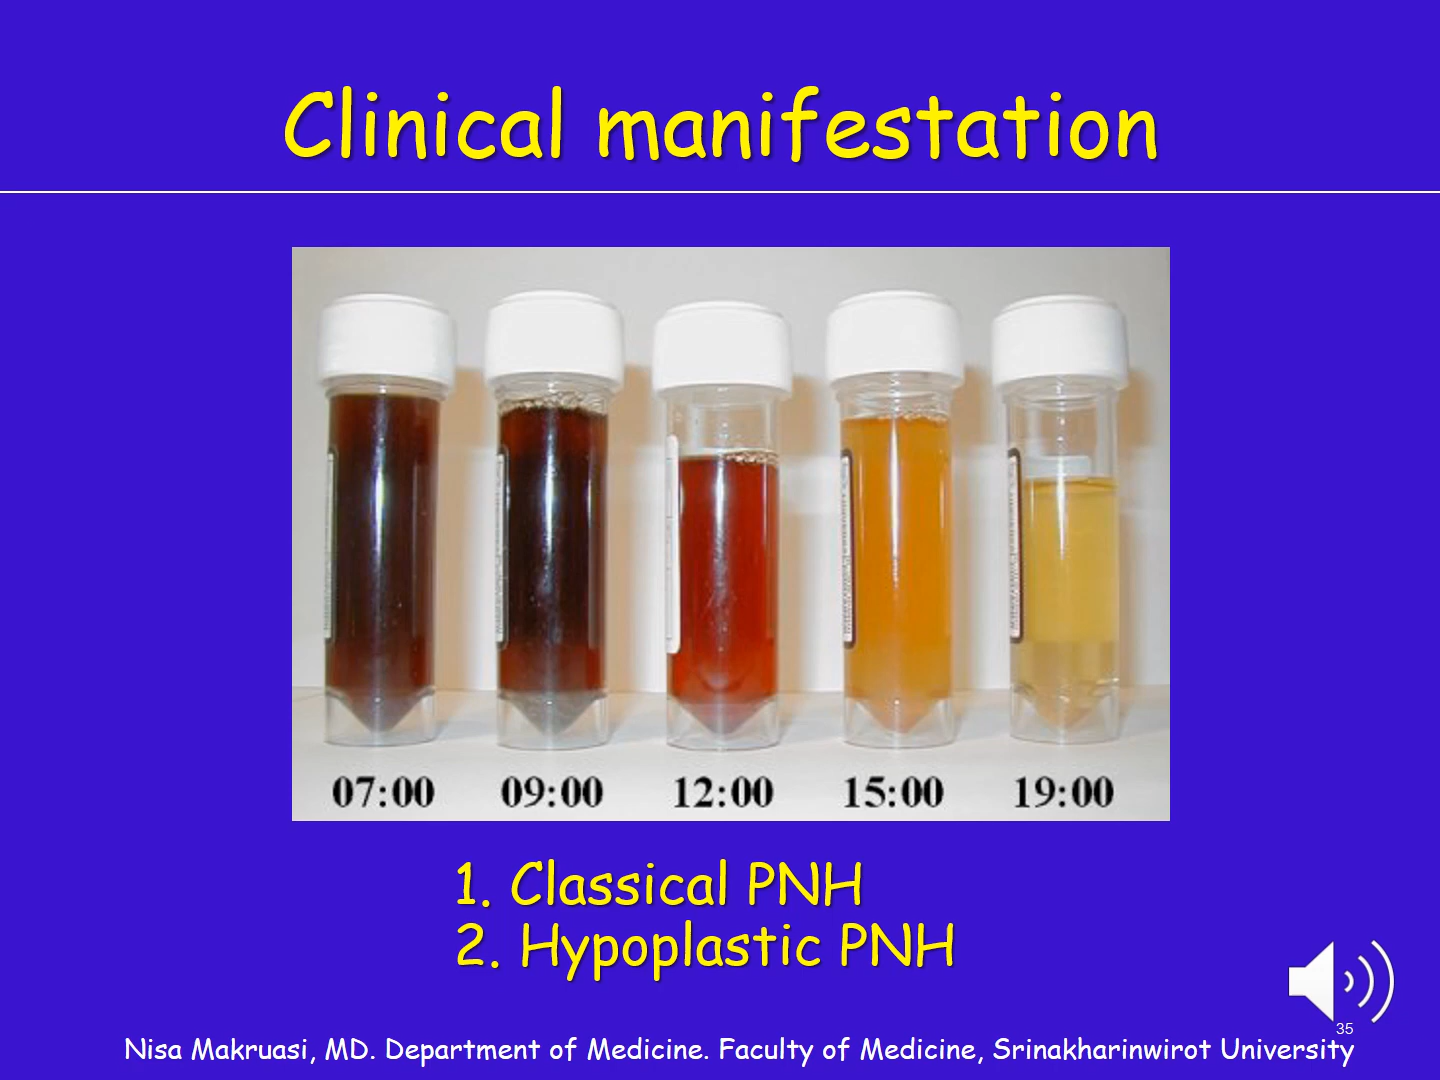 Clinical manifestation
07:00 09:00 12:00 15:00 19:00
1. Classical PNH
2. Hypoplastic PNH
35
Nisa Makruasi, MD. Department of Medicine. Faculty of Medicine, Srinakharinwirot University